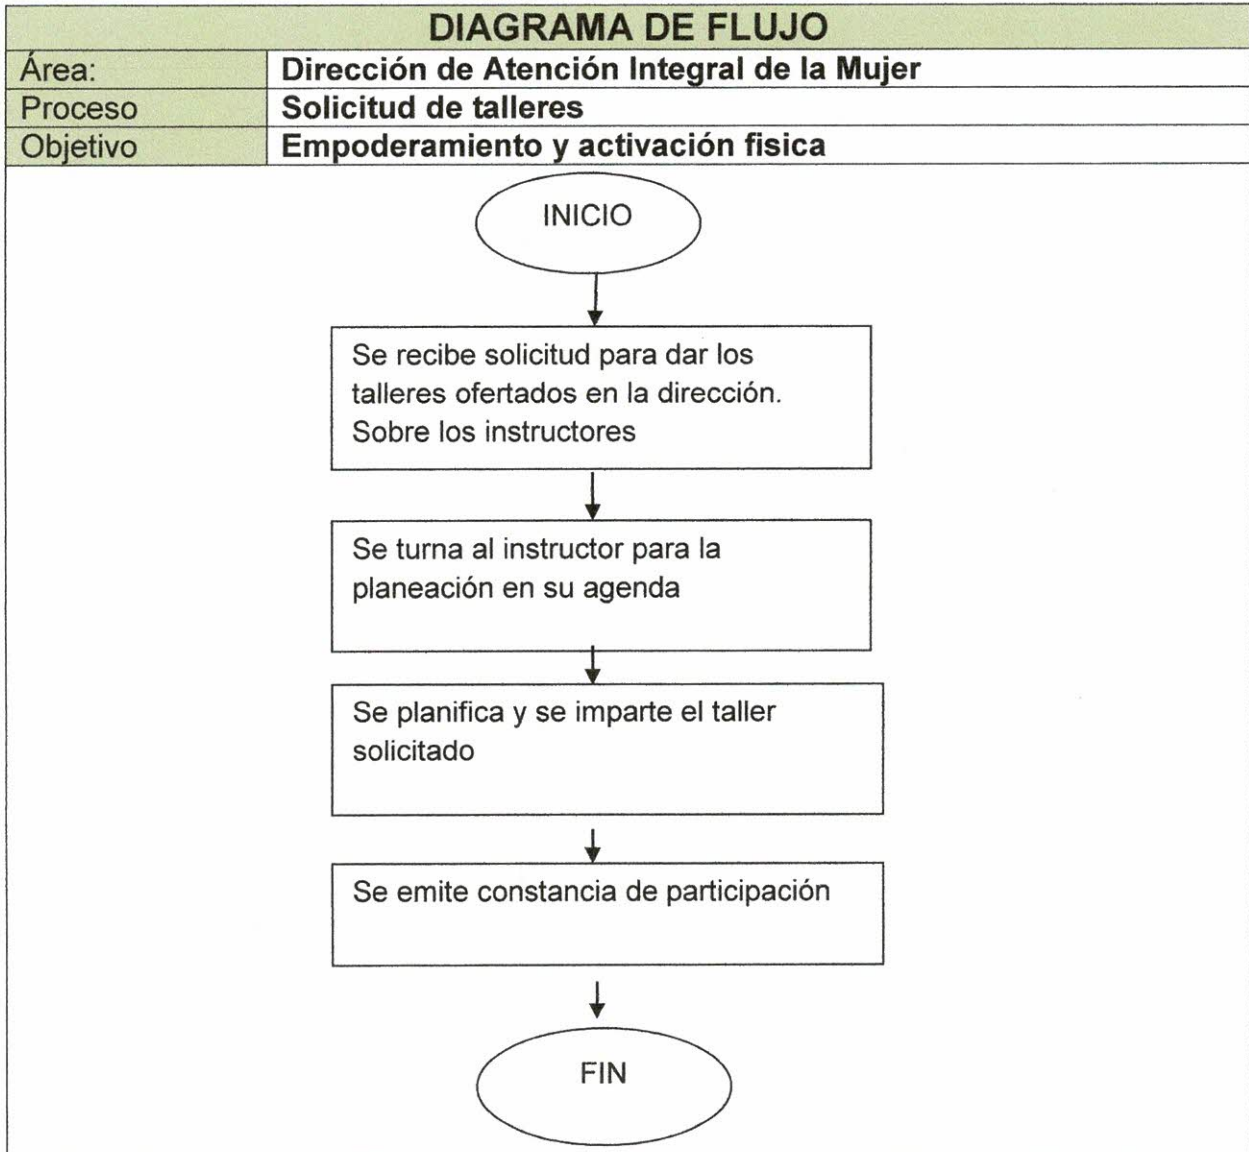 DIAGRAMA DE FLUJO
Área: Dirección de Atención Integral de la Mujer
Proceso Solicitud de talleres
Objetivo Empoderamiento y activación fisica
INICIO
Se recibe solicitud para dar los
talleres ofertados en la dirección.
Sobre los instructores
Se turna al instructor para la
planeación en su agenda
Se planifica y se imparte el taller
solicitado
Se emite constancia de participación
FIN